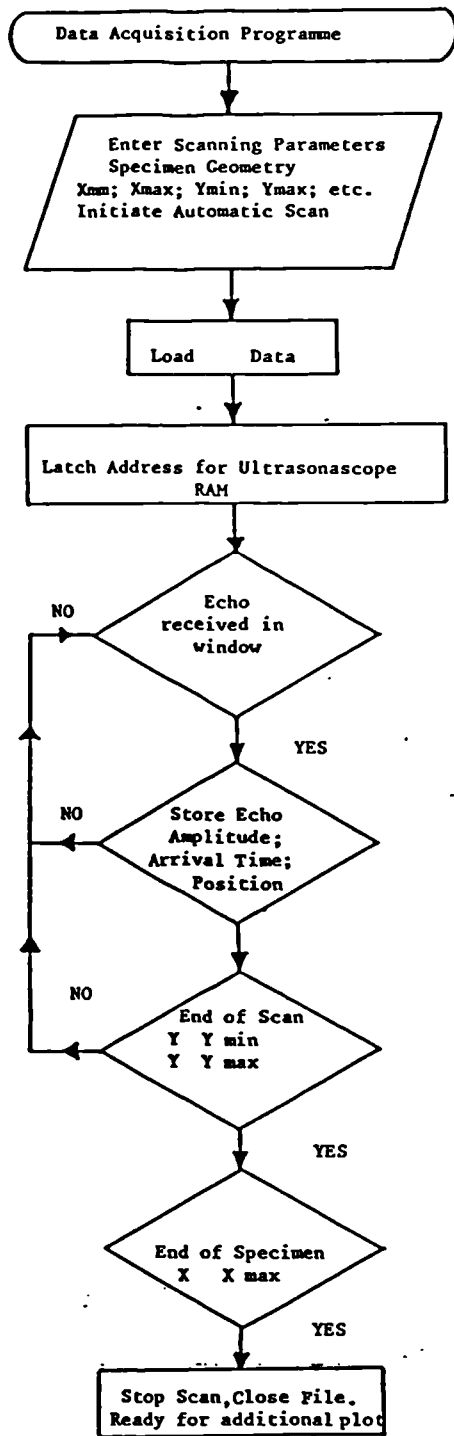 Data Acquisition Programme
Enter Scanning Parameters
Specimen Geometry
Xmm; Xmax; Ymin; Ymax; etc.
Initiate Automatic Scan
Load Data
Latch Address for Ultrasonascope
RAM
NO
Echo
received in
window
YES
NO
Store Echo
Amplitude;
Arrival Time;
Position
NO
End of Scan
Y Y min
Y Y max
YES
End of Specimen
X X max
YES
Stop Scan,Close File.
Ready for additional plot